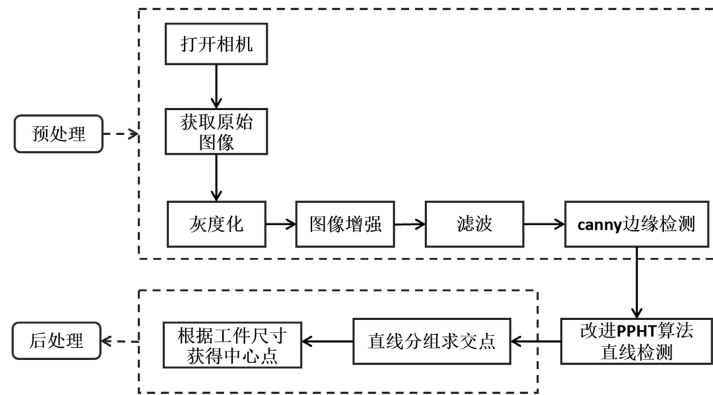 打开相机
预处理
获取原始
图像
灰度化
图像增强
滤波
canny边缘检测
改进PPHT算法
直线检测
直线分组求交点
根据工件尺寸
获得中心点
后处理